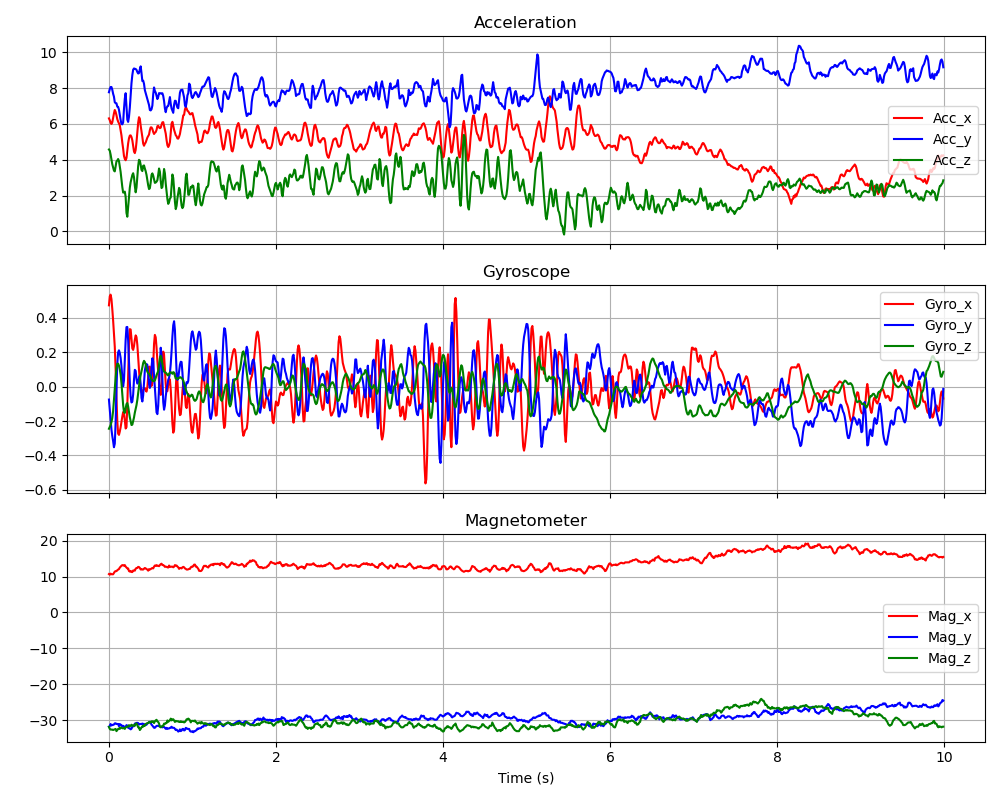 Acceleration
10
8
6
4
2
0
Acc_x
Acc_y
Acc_z
Gyroscope
0.4
0.2
0.0
−0.2
−0.4
−0.6
Gyro_x
Gyro_y
Gyro_z
Magnetometer
20
10
0
−10
−20
−30
Mag_x
Mag_y
Mag_z
0 2 4 6 8 10
Time (s)